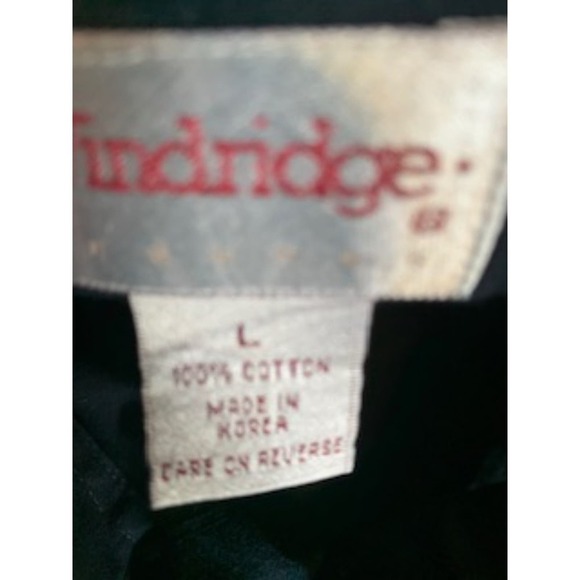 indridge
L
100% COTTON
MADE IN
KOREA
CARE ON REVERSE